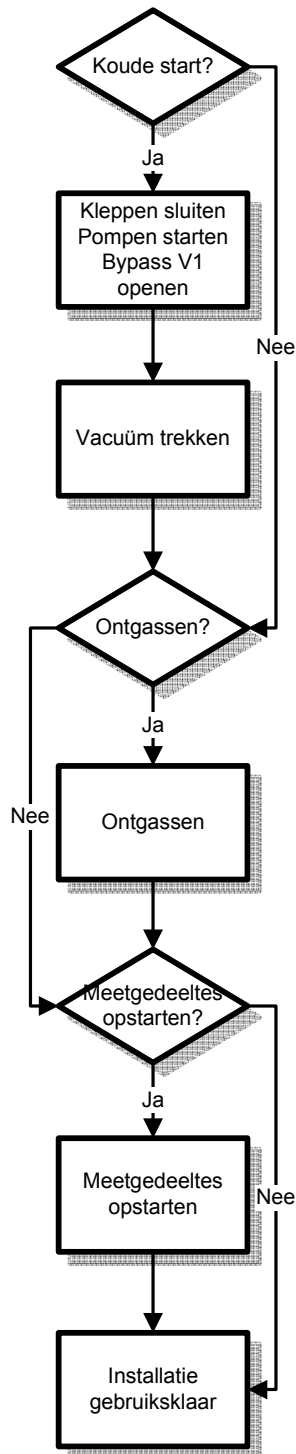 Koude start?
Ja
Kleppen sluiten
Pompen starten
Bypass V1
openen
Nee
Vacuüm trekken
Ontgassen?
Ja
Nee
Ontgassen
Meetgedeeltes
opstarten?
Ja
Meetgedeeltes
opstarten
Nee
Installatie
gebruiksklaar